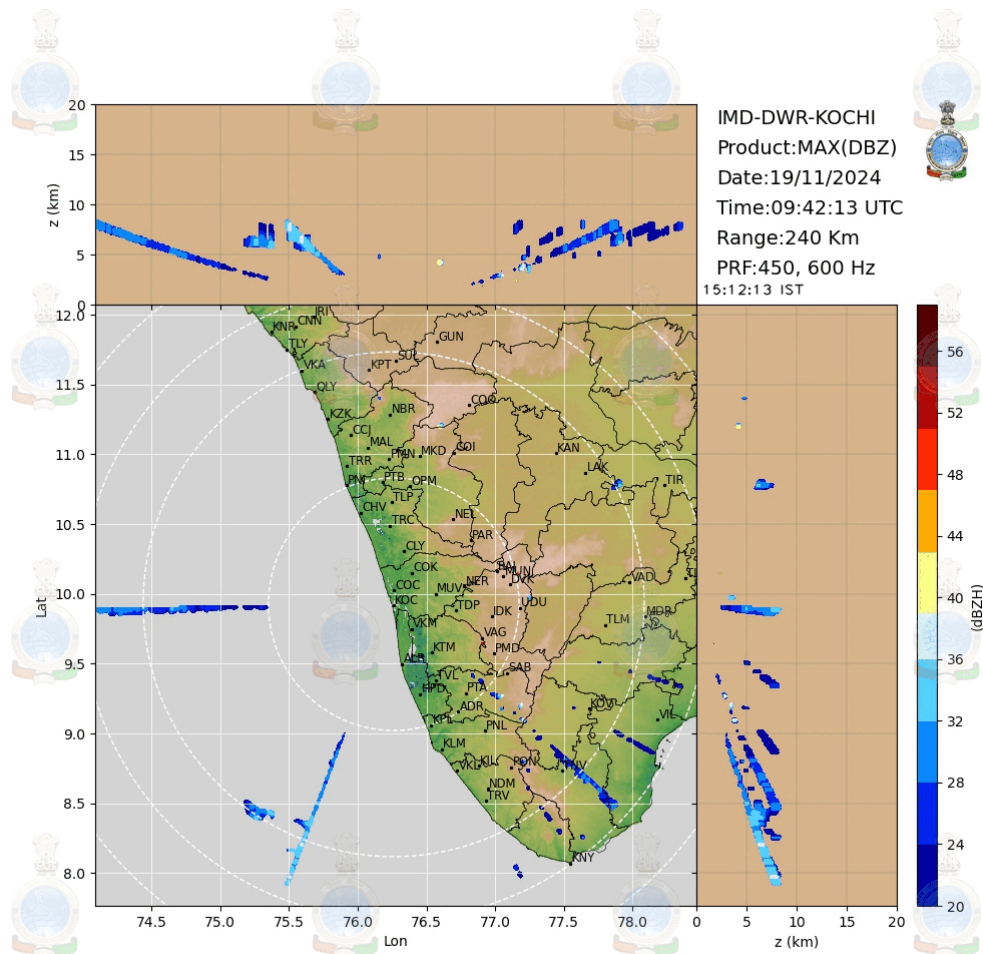 IMD-DWR-KOCHI
Product:MAX(DBZ)
Date:19/11/2024
Time:09:42:13 UTC
Range:240 Km
PRF:450, 600 Hz
15:12:13 IST
20
15
10
5
0
z (km)
12.0
11.5
11.0
10.5
10.0
9.5
9.0
8.5
8.0
Lat
74.5 75.0 75.5 76.0 76.5 77.0 77.5 78.0
Lon
0 5 10 15 20
z (km)
56
52
48
44
40
36
32
28
24
20
(dBZH)
IRI
CNN
KNR
TLY
VKA
GUN
SUL
KPT
QLY
KZK
NBR
COO
CCJ
MAL
PMN
MKD
COI
KAN
TRR
LAK
PNI
PTB
OPM
TIR
TLP
CHV
TRC
NEL
PAR
CLY
COK
MUN
DVK
VAD
COC
NER
MUV
KOC
TDP
IDK
UDU
MDR
TLM
VKM
VAG
KTM
PMD
ALP
SAB
TVL
HPD
PTA
KOV
ADR
VIL
KPL
PNL
KLM
VKL
KIL
PON
NDM
TRV
KNY